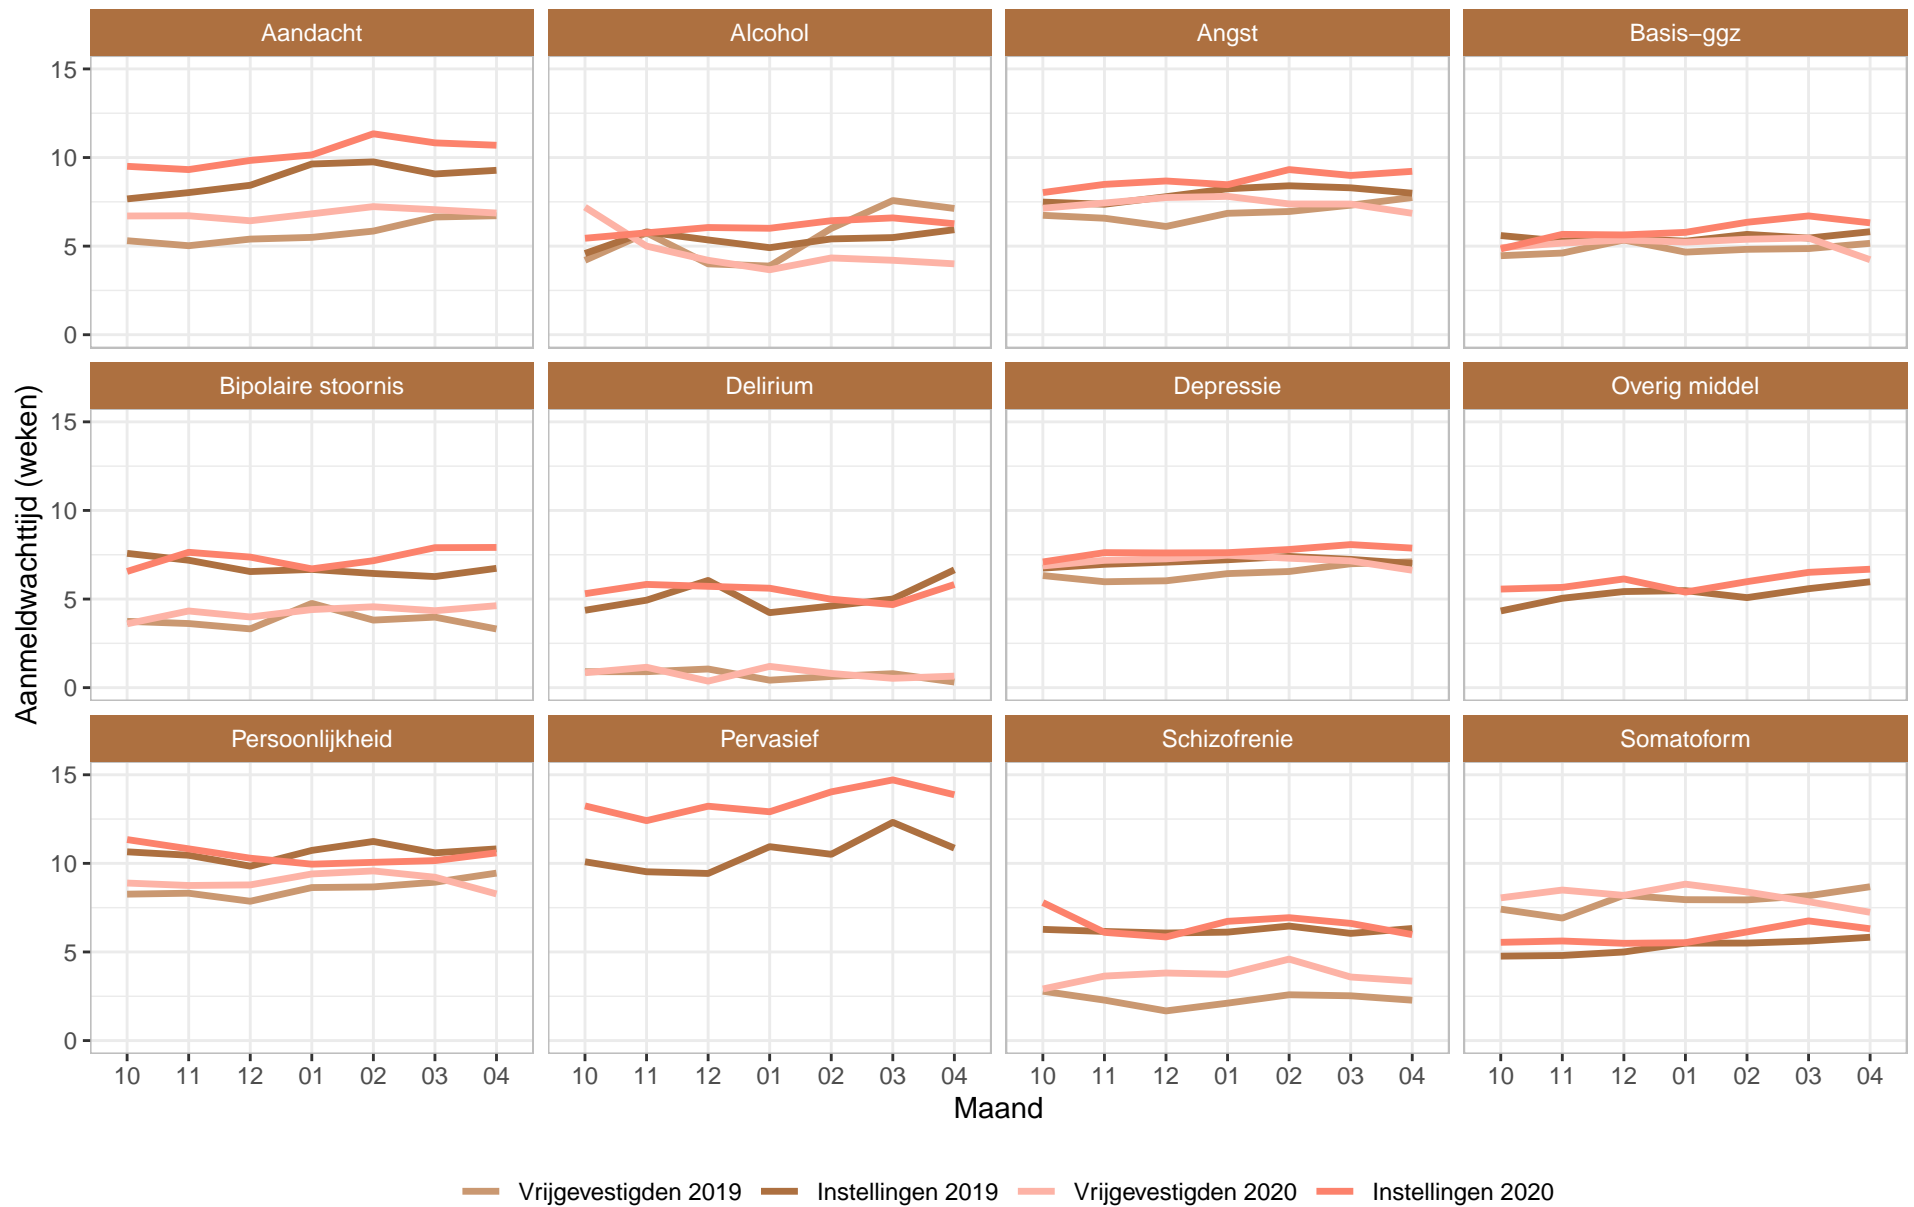 Aandacht Alcohol Angst Basis−ggz
15
10
5
0
Bipolaire stoornis Delirium Depressie Overig middel
15
10
5
0
Aanmeldwachttijd (weken)
Persoonlijkheid Pervasief Schizofrenie Somatoform
15
10
5
0
10 11 12 01 02 03 04 10 11 12 01 02 03 04 10 11 12 01 02 03 04 10 11 12 01 02 03 04
Maand
Vrijgevestigden 2019 Instellingen 2019 Vrijgevestigden 2020 Instellingen 2020